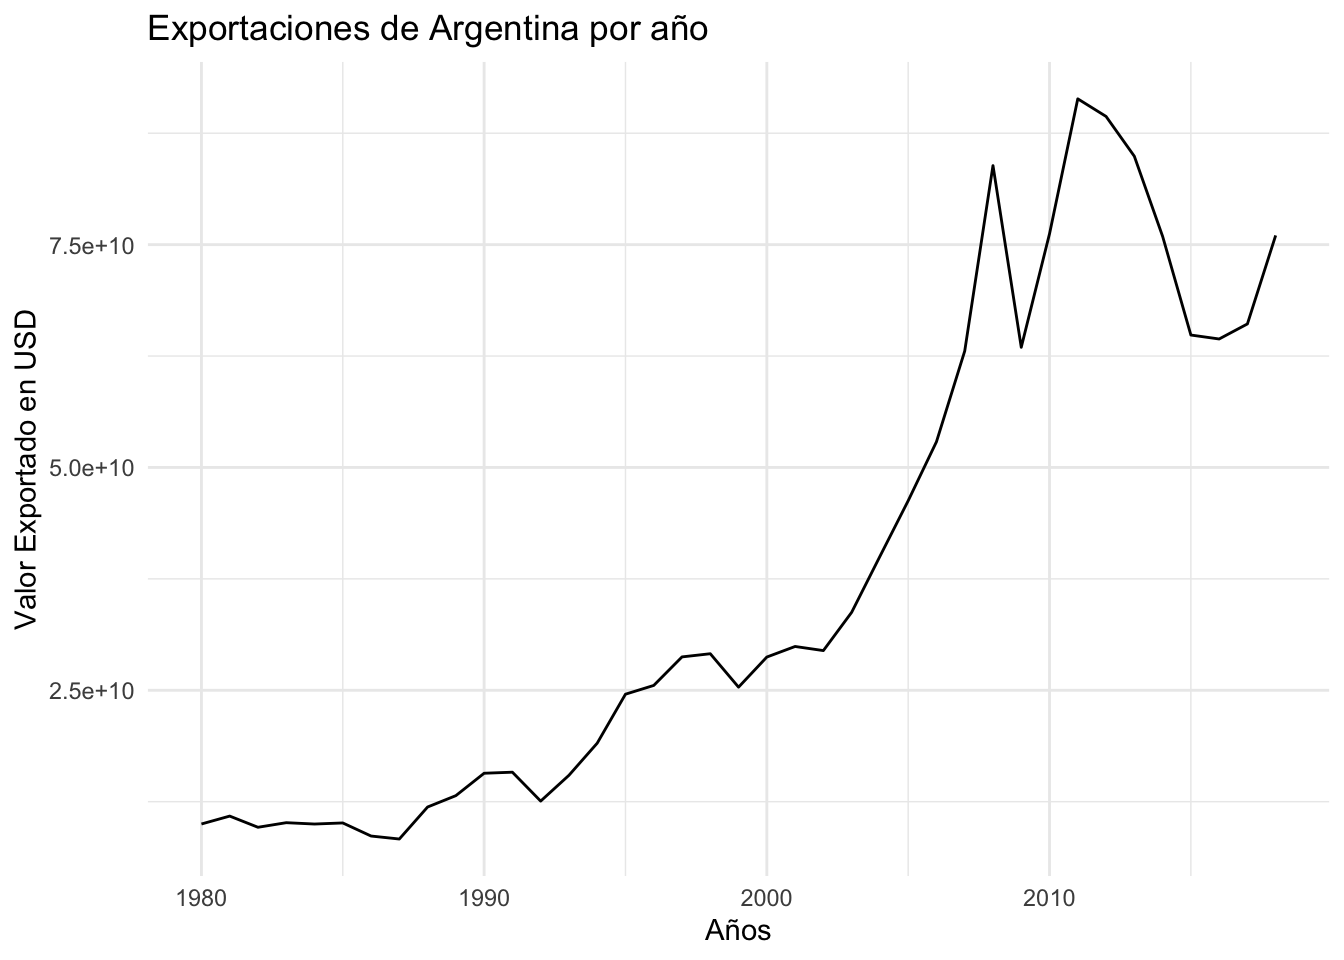 Exportaciones de Argentina por año
Valor Exportado en USD
7.5e+10
5.0e+10
2.5e+10
1980
1990
2000
2010
Años